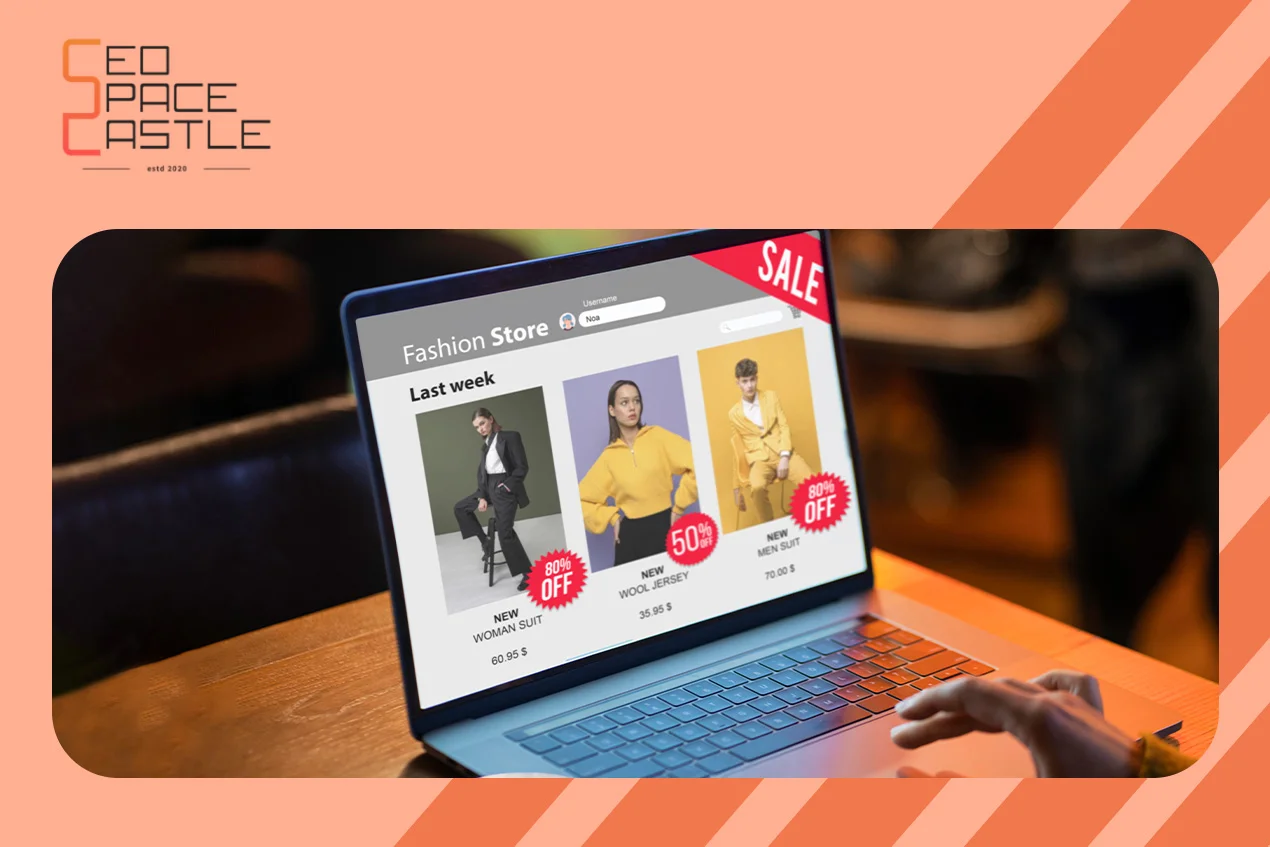 SEO
SPACE
CASTLE
estd 2020
SALE
Username
Noa
Fashion Store
Last week
80%
OFF
50%
OFF
80%
OFF
NEW
WOMAN SUIT
60.95 $
NEW
WOOL JERSEY
35.95 $
NEW
MEN SUIT
70.00 $